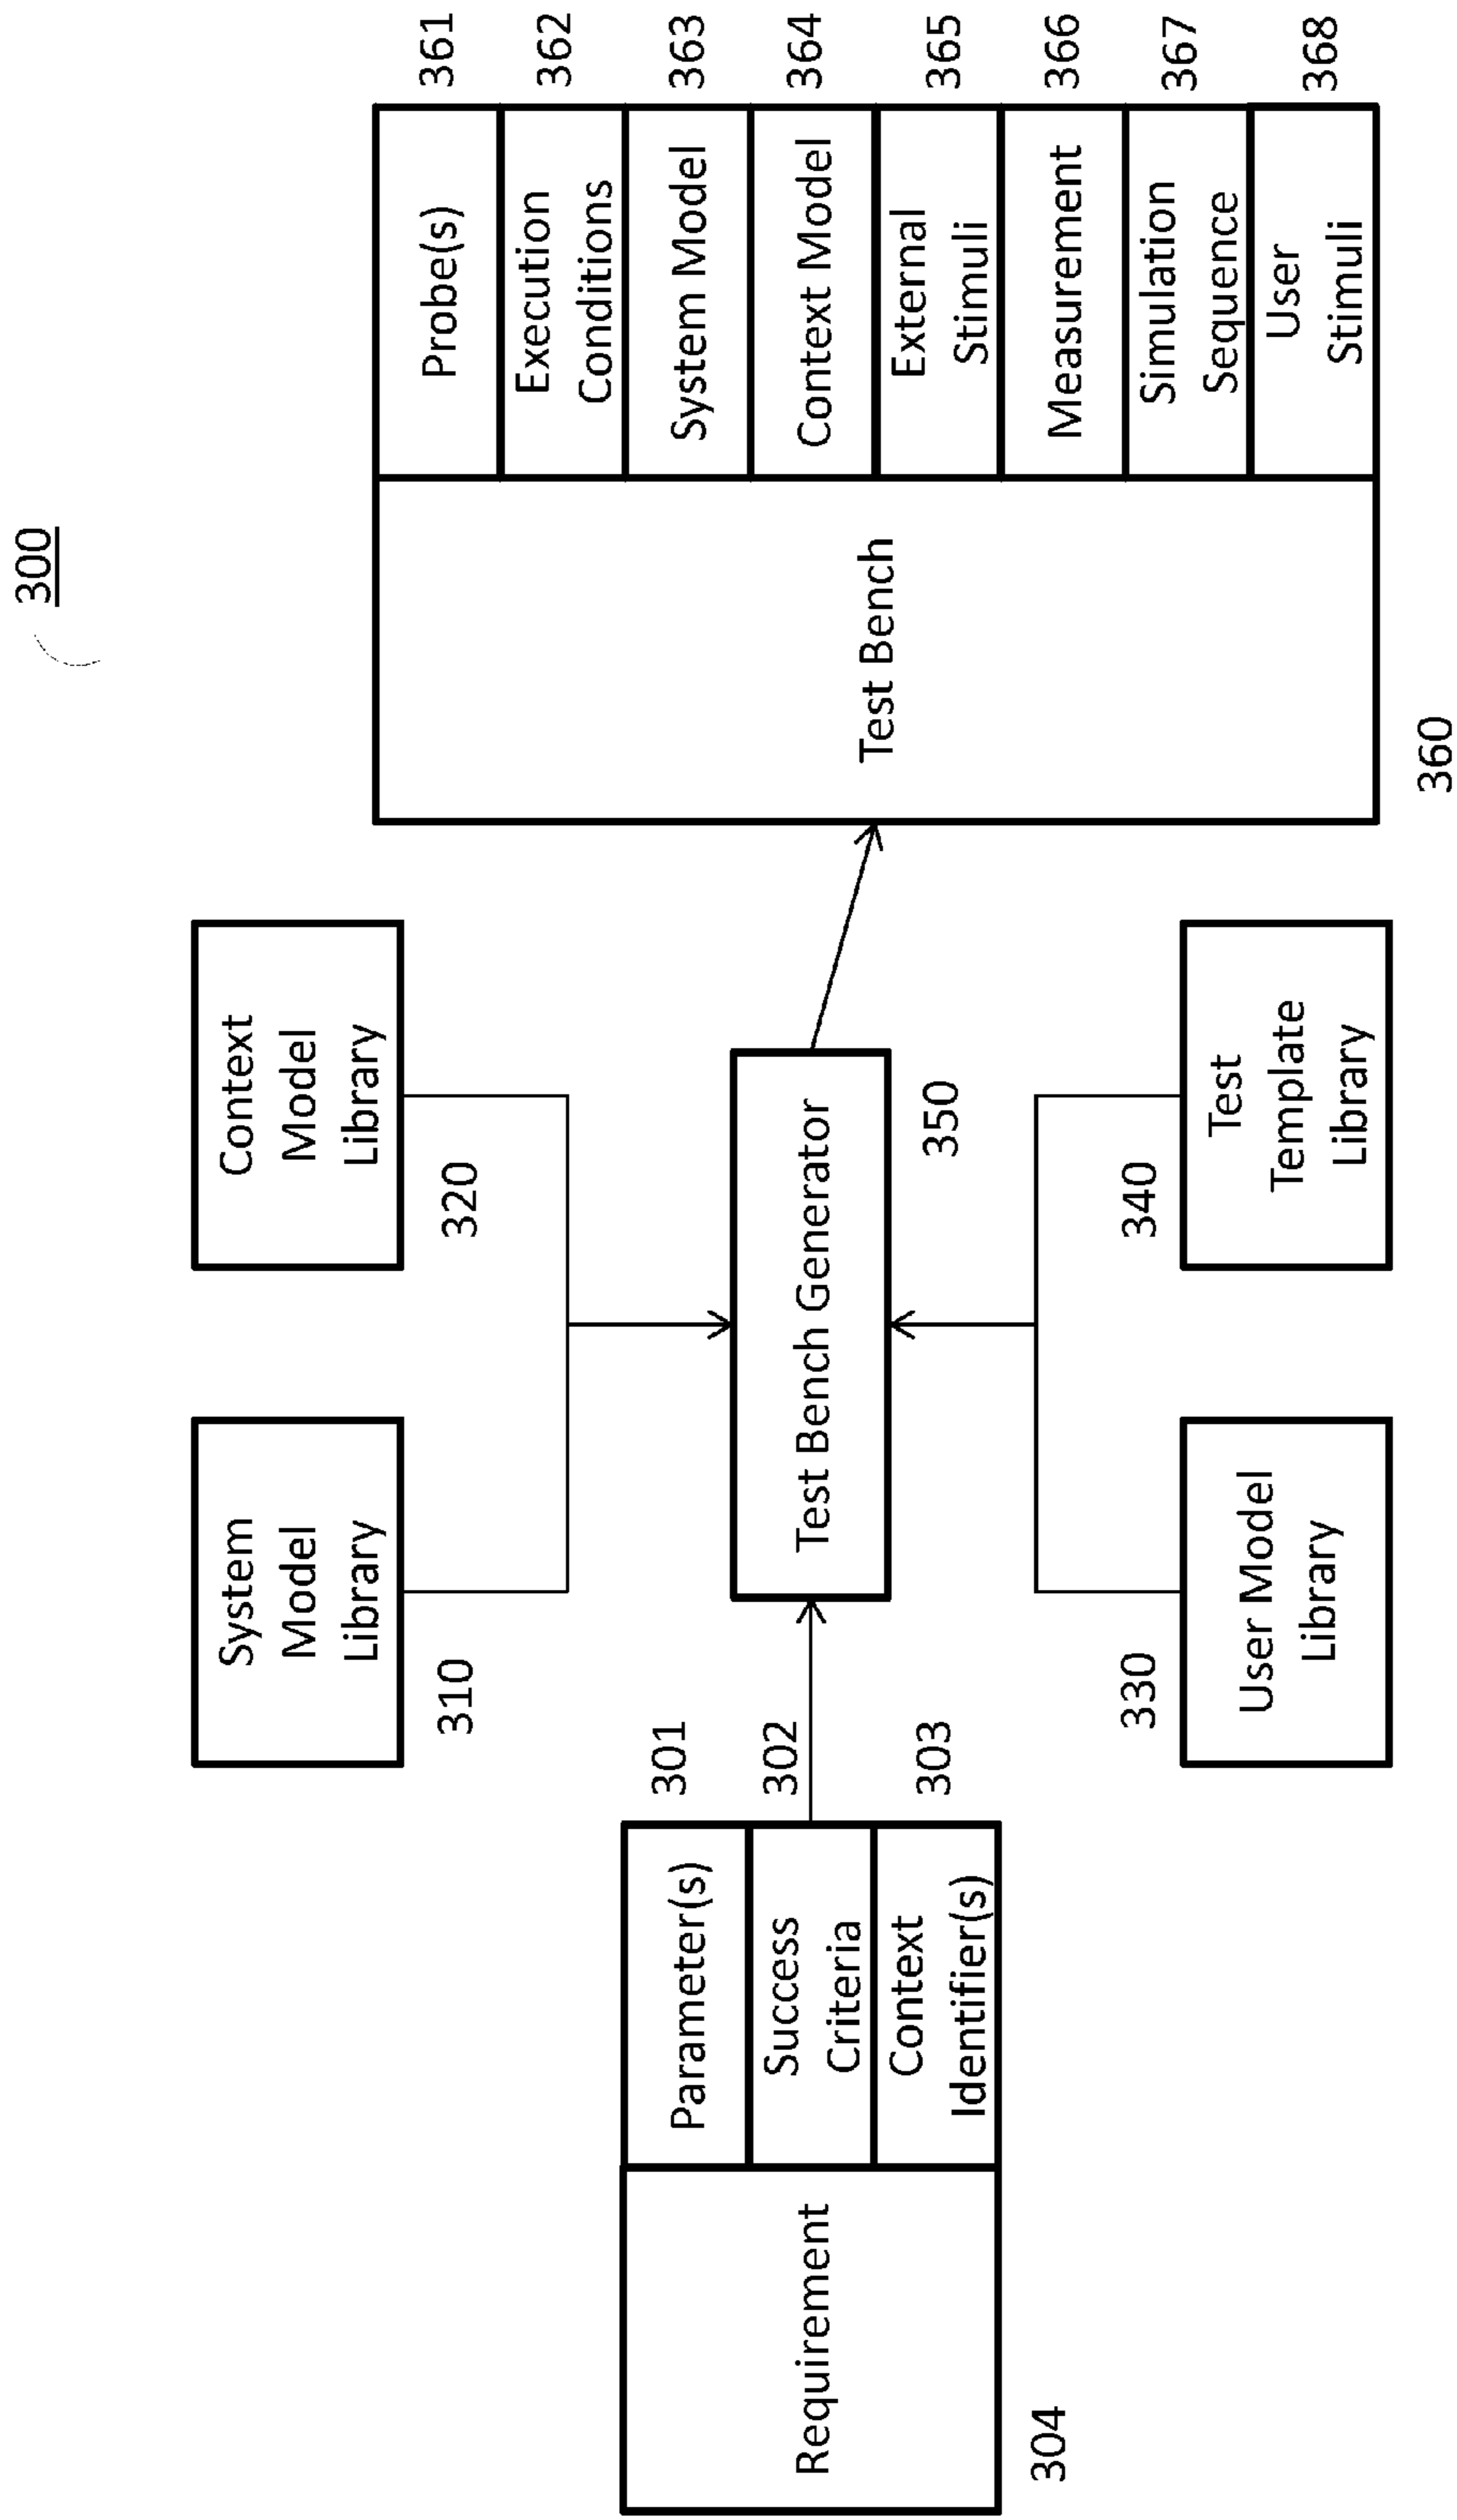 300
System
Model
Library
310
Context
Model
Library
320
Requirement
304
Parameter(s)
301
Success
Criteria
302
Context
Identifier(s)
303
Test Bench Generator
350
User Model
Library
330
Test
Template
Library
340
Test Bench
360
Probe(s)
361
Execution
Conditions
362
System Model
363
Context Model
364
External
Stimuli
365
Measurement
366
Simulation
Sequence
367
User
Stimuli
368